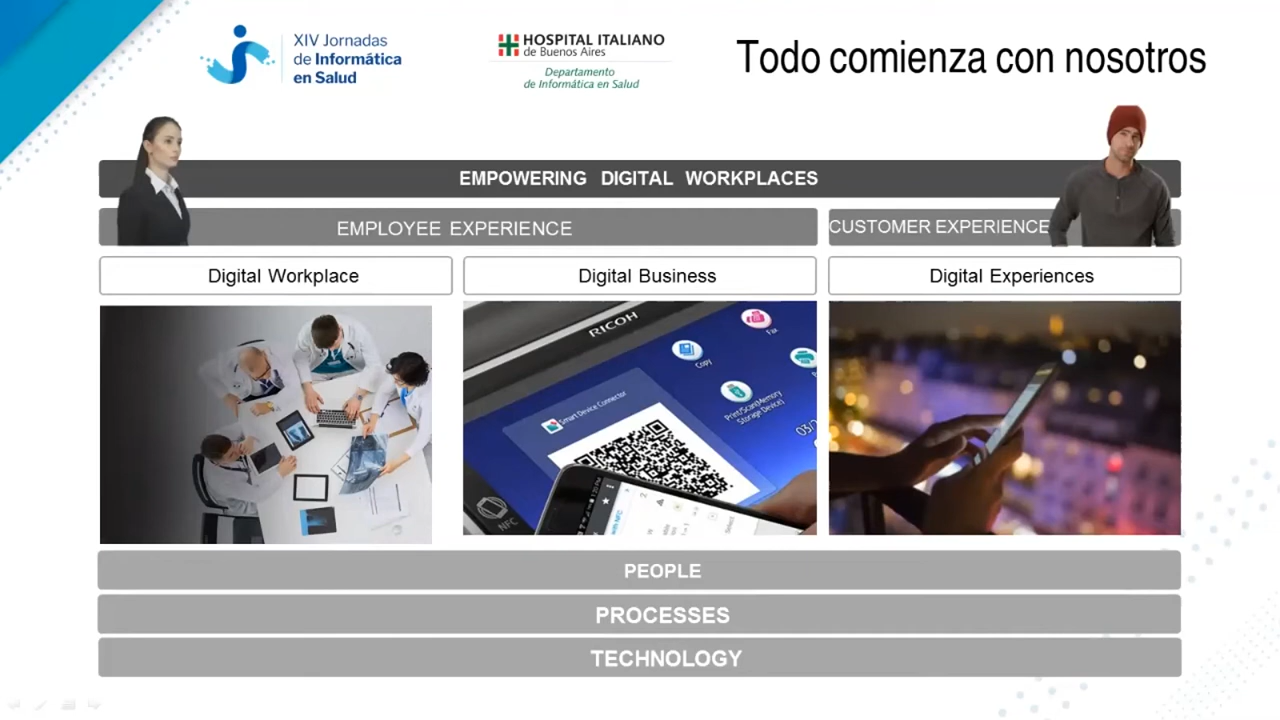 XIV Jornadas
de Informática
en Salud
HOSPITAL ITALIANO
de Buenos Aires
Departamento
de Informática en Salud
Todo comienza con nosotros
EMPOWERING DIGITAL WORKPLACES
EMPLOYEE EXPERIENCE
CUSTOMER EXPERIENCE
Digital Workplace
Digital Business
Digital Experiences
RICOH
Fax
Copy
Print/Scan(Memory
Storage Device)
Smart Device Connector
NFC
PEOPLE
PROCESSES
TECHNOLOGY